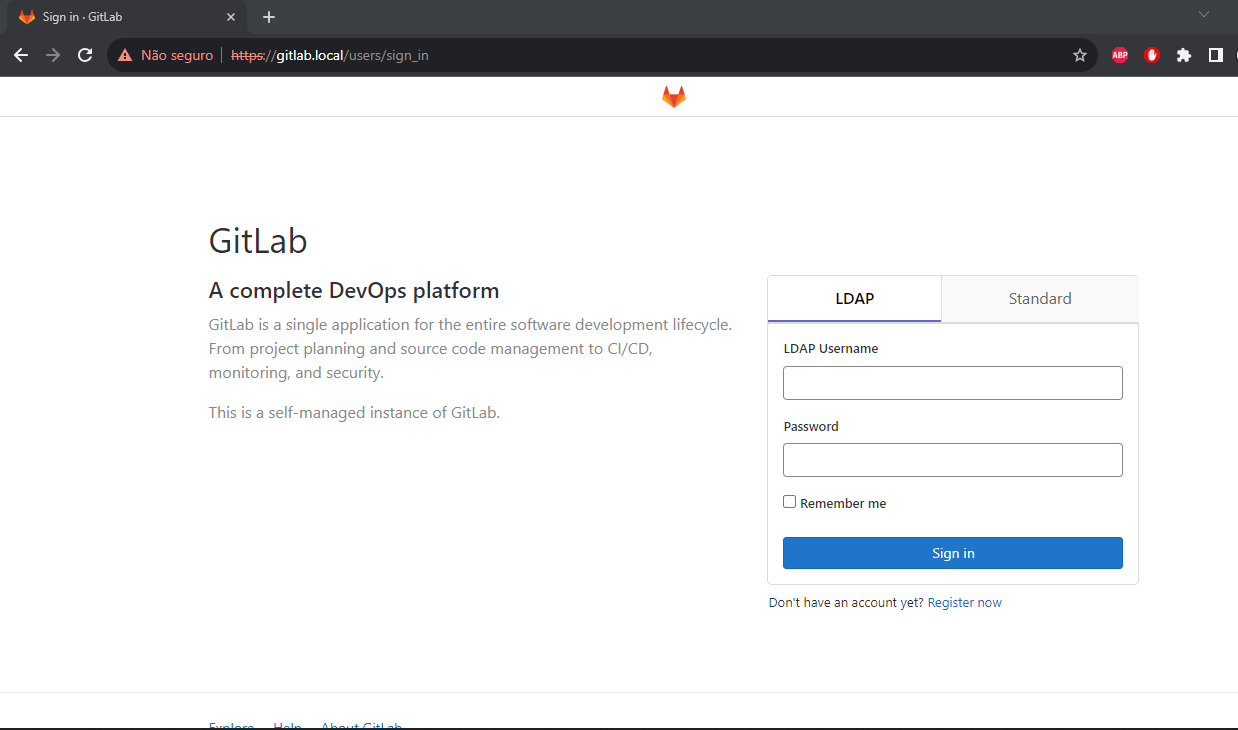 Sign in · GitLab
Não seguro
https://gitlab.local/users/sign_in
ABP
GitLab
A complete DevOps platform
GitLab is a single application for the entire software development lifecycle.
From project planning and source code management to CI/CD,
monitoring, and security.
This is a self-managed instance of GitLab.
LDAP
Standard
LDAP Username
Password
Remember me
Sign in
Don't have an account yet? Register now
Explore
Help
About GitLab